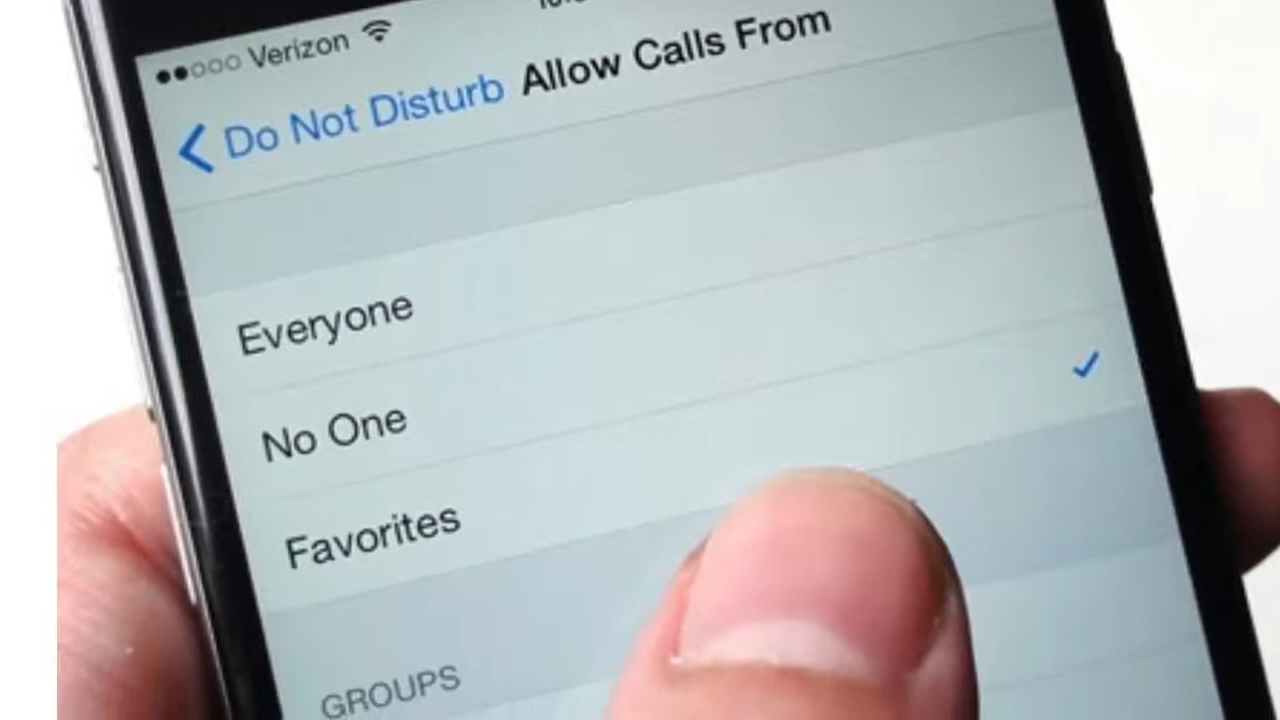 Verizon
Do Not Disturb Allow Calls From
Everyone
No One
Favorites
GROUPS